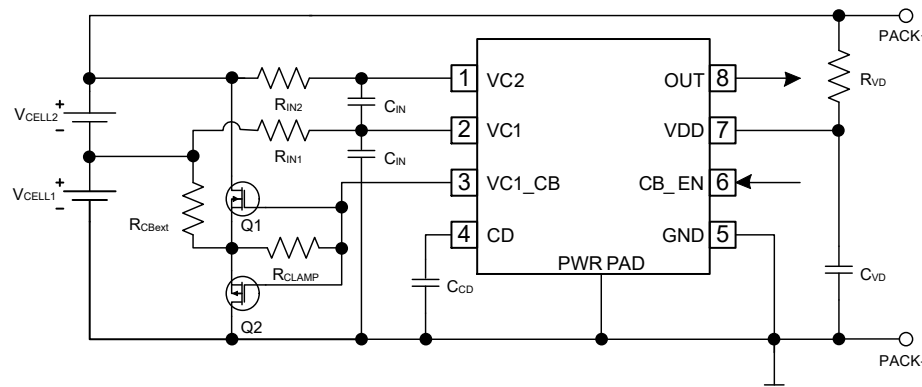 PACK+
1 VC2 OUT 8
RIN2
CIN
RVD
VCELL2
+
-
2 VC1 VDD 7
RIN1
CIN
VCELL1
+
-
3 VC1_CB CB_EN 6
RCBext
Q1
4 CD GND 5
RCLAMP
PWR PAD
CCD
CVD
Q2
PACK-